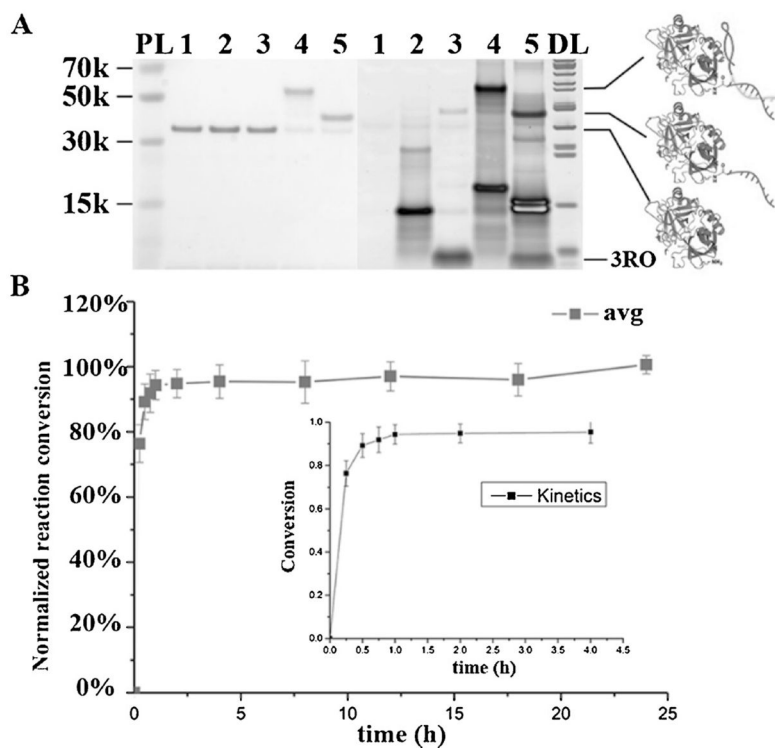 A
PL 1 2 3 4 5 1 2 3 4 5 DL
70k
50k
30k
15k
3RO
B
120%
100%
80%
60%
40%
20%
0%
Normalized reaction conversion
avg
1.0
0.8
0.6
0.4
0.2
0.0
Conversion
Kinetics
0.0 0.5 1.0 1.5 2.0 2.5 3.0 3.5 4.0 4.5
time (h)
0 5 10 15 20 25
time (h)